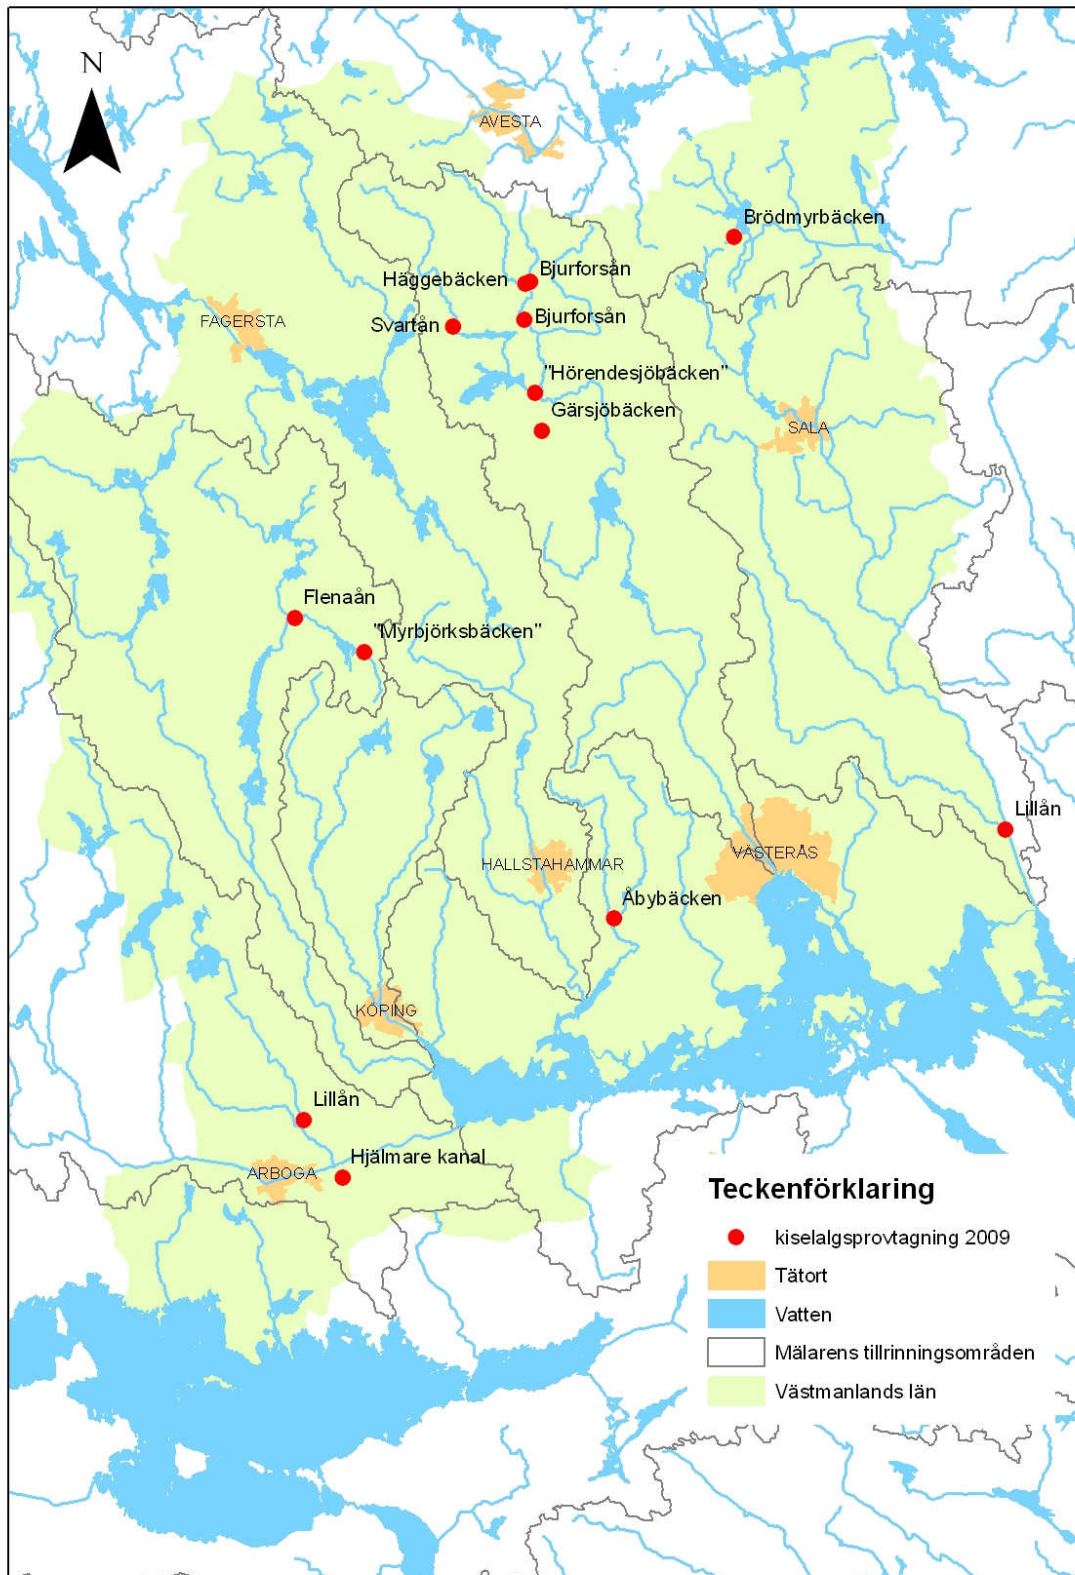 N
AVESTA
Brödmyrbäcken
Häggebäcken
Bjurforsån
FAGERSTA
Svartån
Bjurforsån
"Hörendesjöbäcken"
Gärsjöbäcken
SALA
Flenaån
"Myrbjörksbäcken"
Lillån
VÄSTERÅS
HALLSTAHAMMAR
Åbybäcken
KÖPING
Lillån
Hjälmare kanal
ARBOGA
Teckenförklaring
kiselalgsprovtagning 2009
Tätort
Vatten
Mälarens tillrinningsområden
Västmanlands län